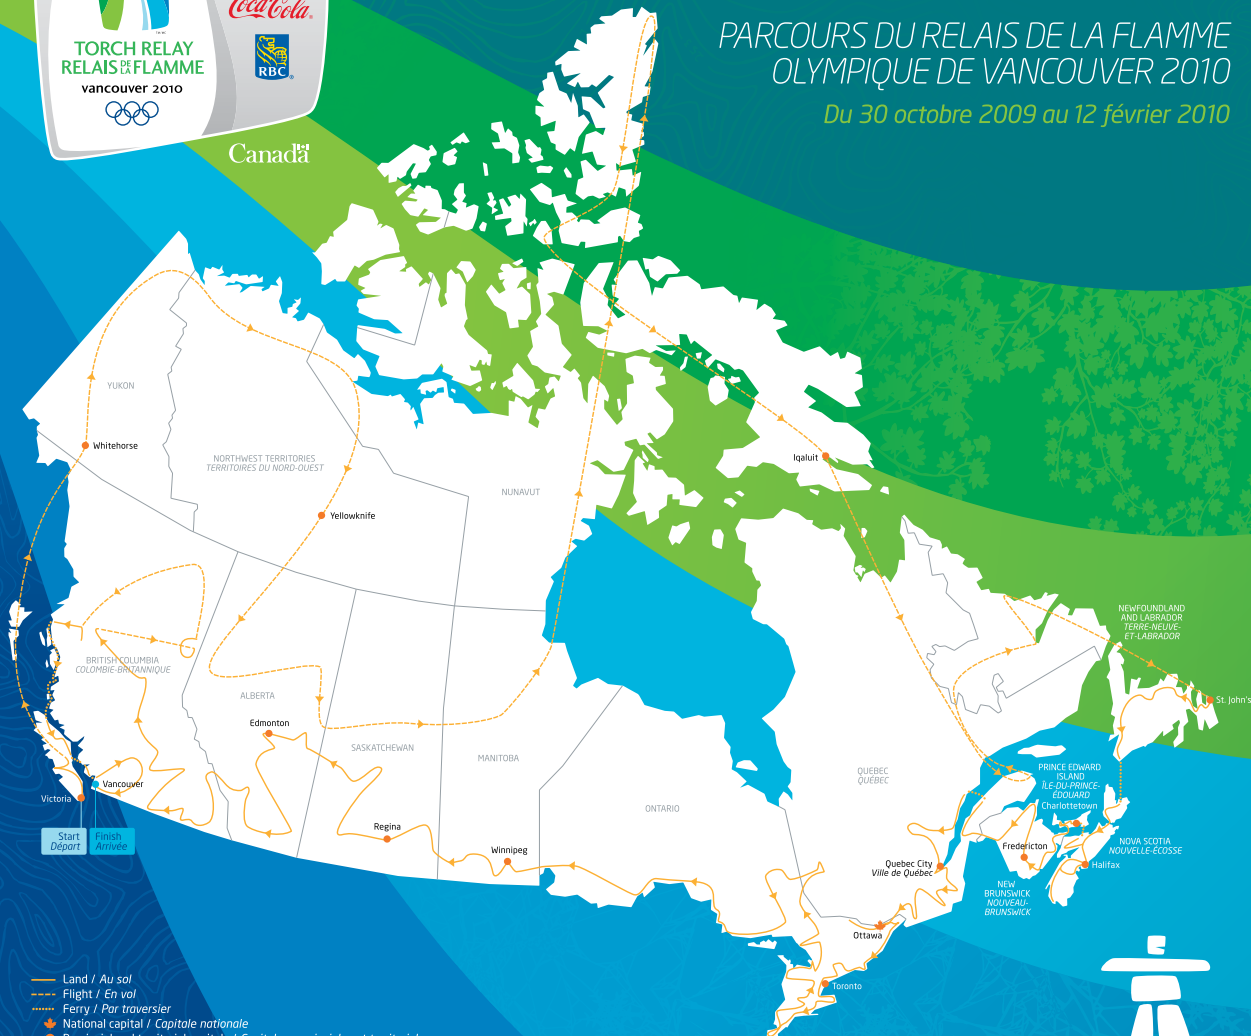 Coca-Cola
TORCH RELAY
RELAIS DE LA FLAMME
vancouver 2010
RBC
Canada
PARCOURS DU RELAIS DE LA FLAMME
OLYMPIQUE DE VANCOUVER 2010
Du 30 octobre 2009 au 12 février 2010
YUKON
Whitehorse
NORTHWEST TERRITORIES
TERRITOIRES DU NORD-OUEST
Yellowknife
NUNAVUT
Iqaluit
NEWFOUNDLAND
AND LABRADOR
TERRE-NEUVE-
ET-LABRADOR
St. John's
BRITISH COLUMBIA
COLOMBIE-BRITANNIQUE
ALBERTA
Edmonton
SASKATCHEWAN
MANITOBA
QUEBEC
QUÉBEC
ONTARIO
PRINCE EDWARD
ISLAND
ÎLE-DU-PRINCE-
ÉDOUARD
Charlottetown
Vancouver
Victoria
Start
Départ
Finish
Arrivée
Regina
Winnipeg
Fredericton
NOVA SCOTIA
NOUVELLE-ÉCOSSE
Halifax
Quebec City
Ville de Québec
NEW
BRUNSWICK
NOUVEAU-
BRUNSWICK
Ottawa
Toronto
Land / Au sol
Flight / En vol
Ferry / Par traversier
National capital / Capitale nationale